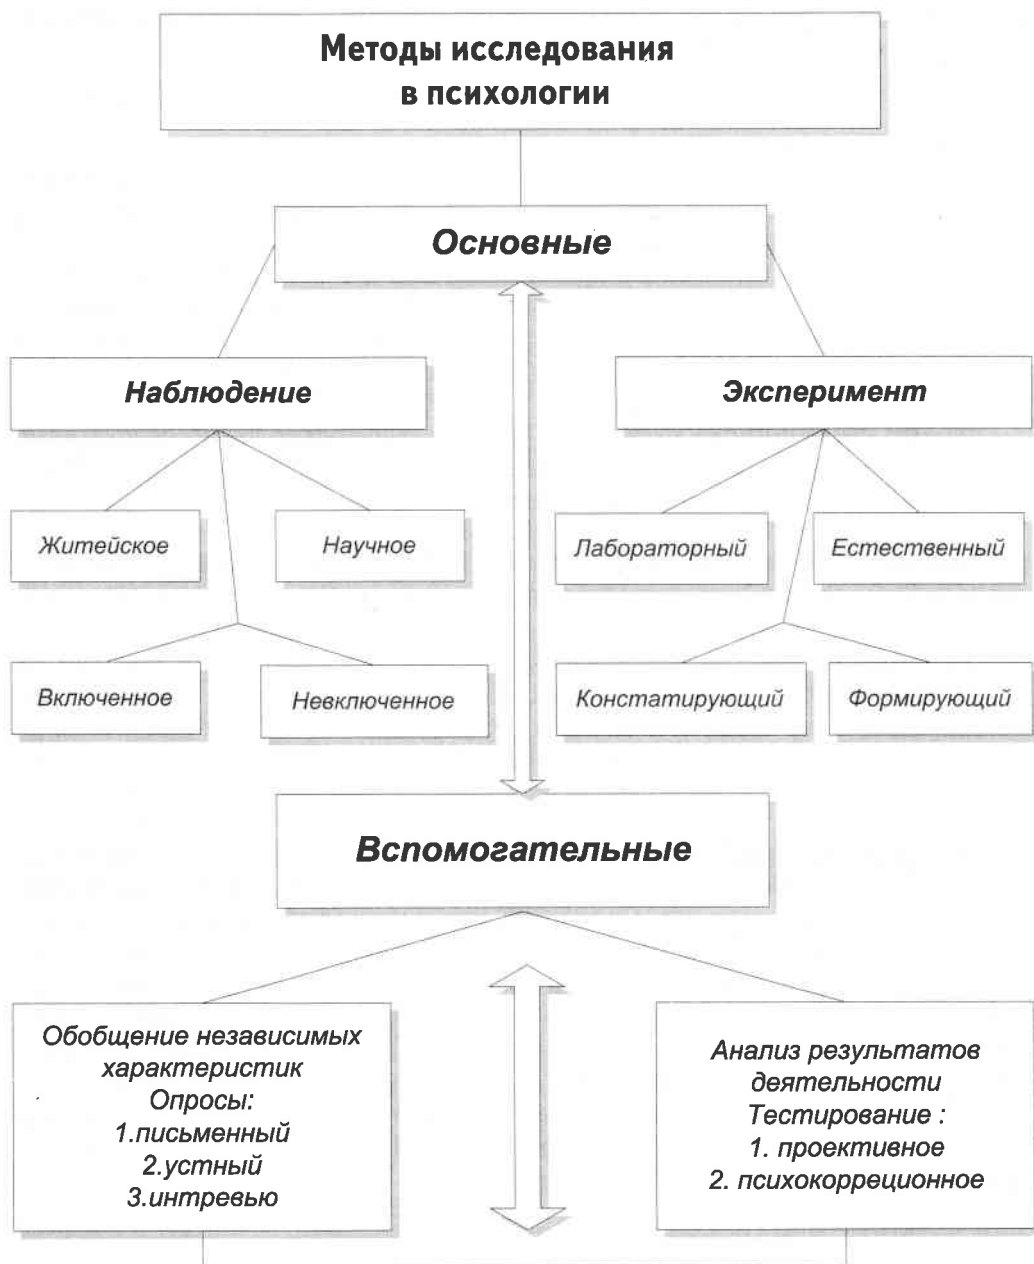 Методы исследования
в психологии
Основные
Наблюдение
Эксперимент
Житейское
Научное
Лабораторный
Естественный
Включенное
Невключенное
Констатирующий
Формирующий
Вспомогательные
Обобщение независимых
характеристик
Опросы:
1.письменный
2.устный
3.интревью
Анализ результатов
деятельности
Тестирование :
1. проективное
2. психокорреционное